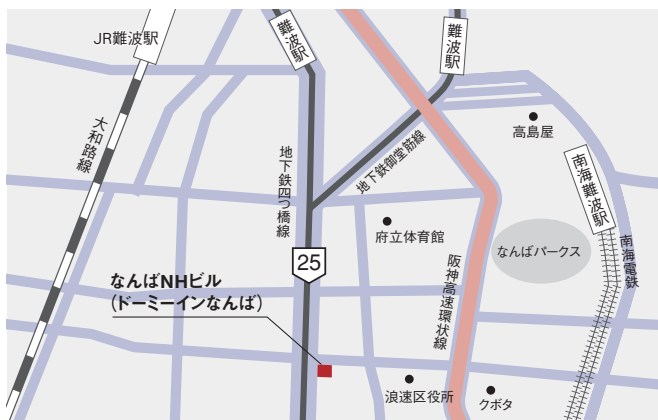 JR難波駅
難波駅
難波駅
高島屋
大和路線
地下鉄四つ橋線
地下鉄御堂筋線
南海難波駅
府立体育館
なんばパークス
南海電鉄
25
阪神高速環状線
なんばNHビル
(ドーミーインなんば)
浪速区役所
クボタ